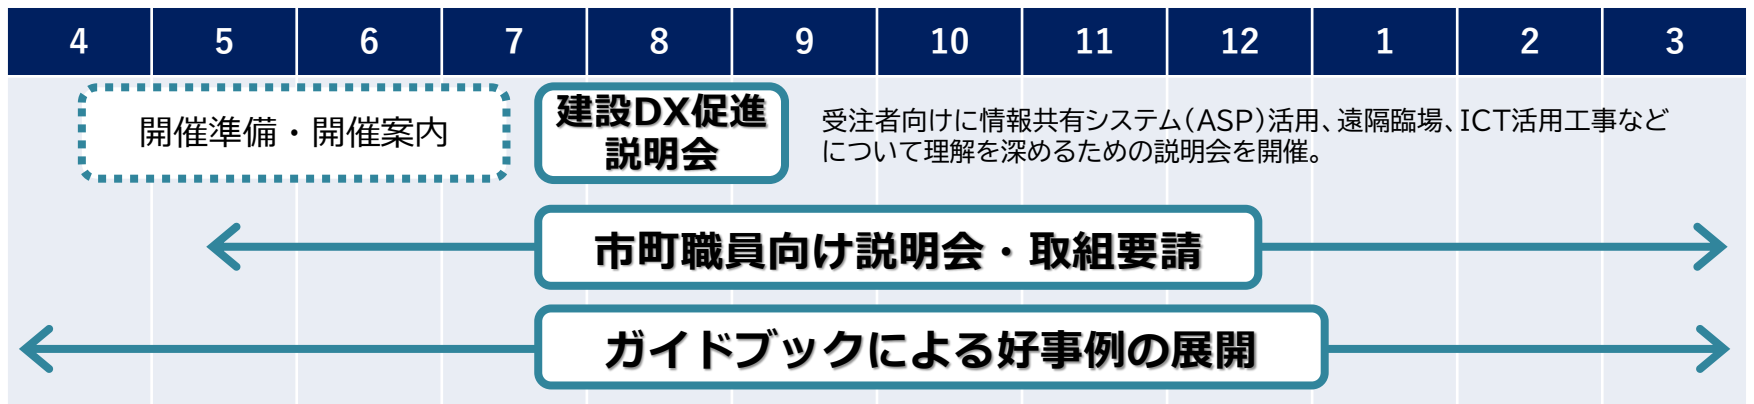 4 5 6 7 8 9 10 11 12 1 2 3
開催準備・開催案内
建設DX促進
説明会
受注者向けに情報共有システム(ASP)活用、遠隔臨場、ICT活用工事など
について理解を深めるための説明会を開催。
市町職員向け説明会・取組要請
ガイドブックによる好事例の展開